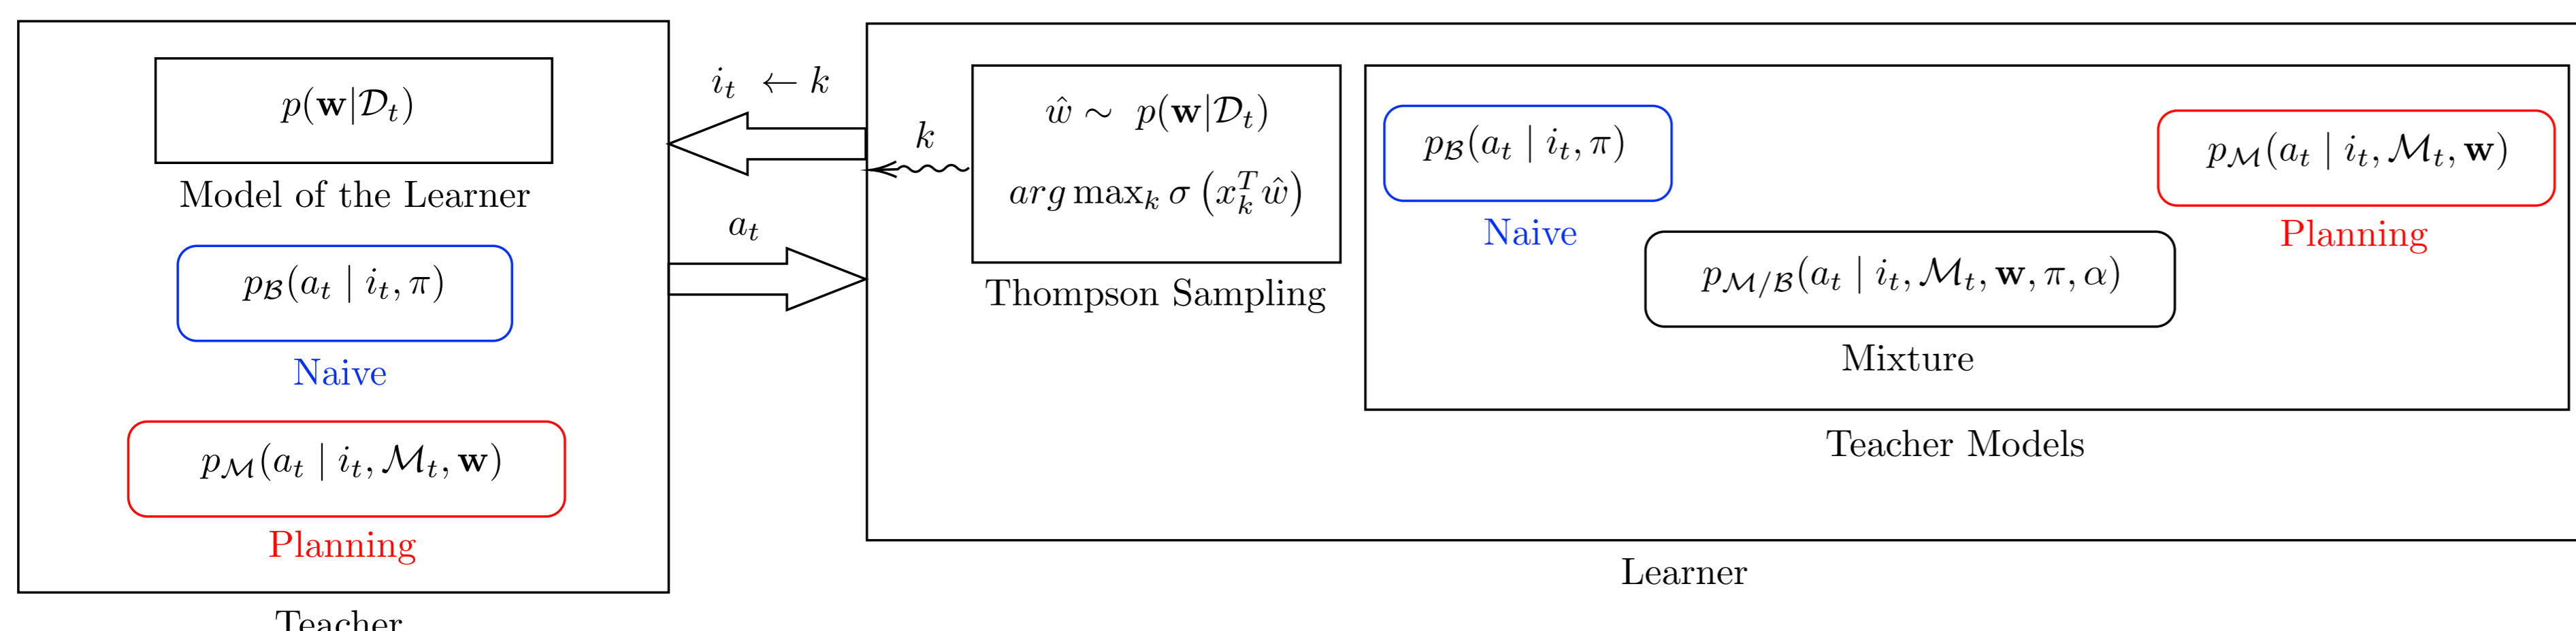 p(𝐰|𝒟_t)
Model of the Learner
p_ℬ(a_t | i_t, π)
Naive
p_ℳ(a_t | i_t, ℳ_t, 𝐰)
Planning
Teacher
i_t ← k
a_t
k
ŵ ~ p(𝐰|𝒟_t)
arg max_k σ (x_k^T ŵ)
Thompson Sampling
p_ℬ(a_t | i_t, π)
Naive
p_ℳ(a_t | i_t, ℳ_t, 𝐰)
Planning
p_ℳ/ℬ(a_t | i_t, ℳ_t, 𝐰, π, α)
Mixture
Teacher Models
Learner